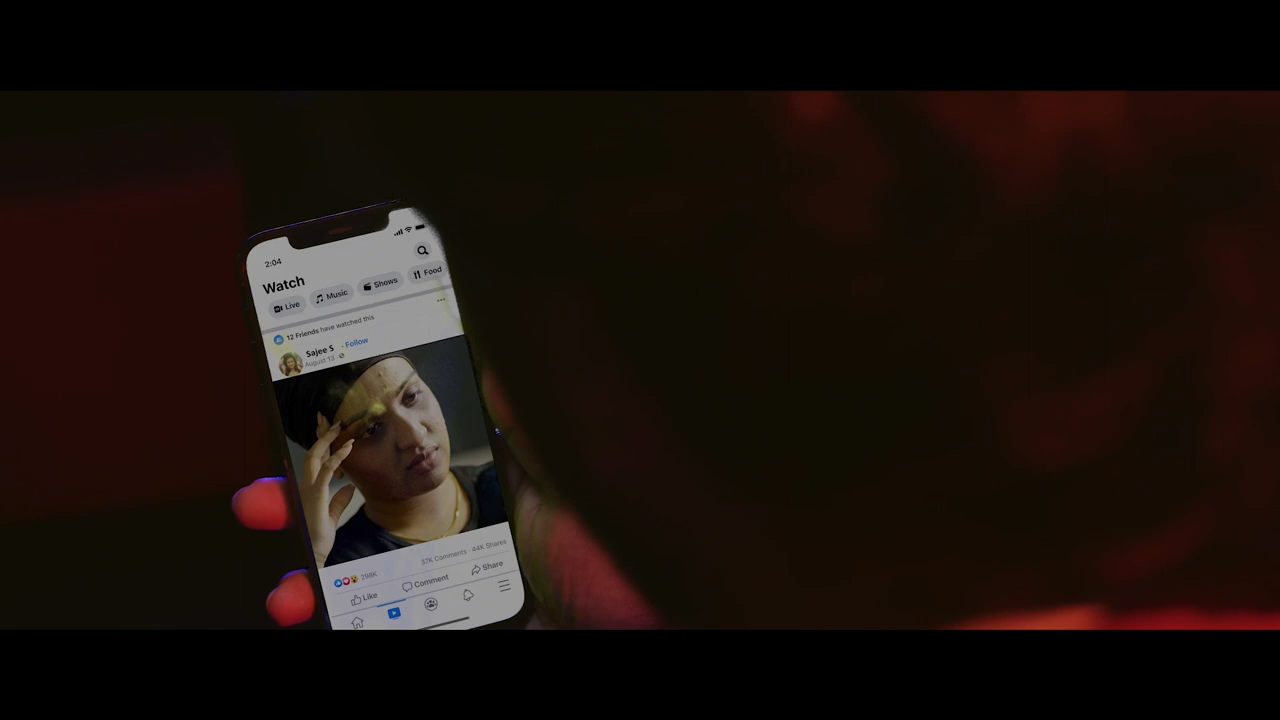 2:04
Watch
Live Music Shows Food
12 Friends have watched this
Sajee S · Follow
August 13 ·
298K 37K Comments · 44K Shares
Like Comment Share